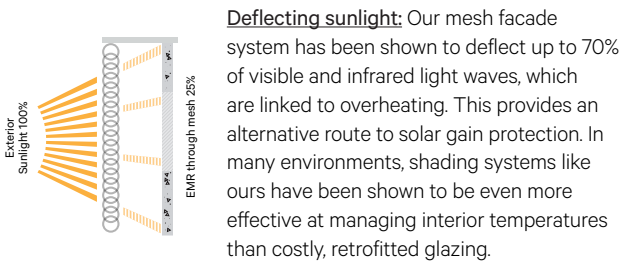 Exterior
Sunlight 100%
EMR through mesh 25%
Deflecting sunlight: Our mesh facade
system has been shown to deflect up to 70%
of visible and infrared light waves, which
are linked to overheating. This provides an
alternative route to solar gain protection. In
many environments, shading systems like
ours have been shown to be even more
effective at managing interior temperatures
than costly, retrofitted glazing.